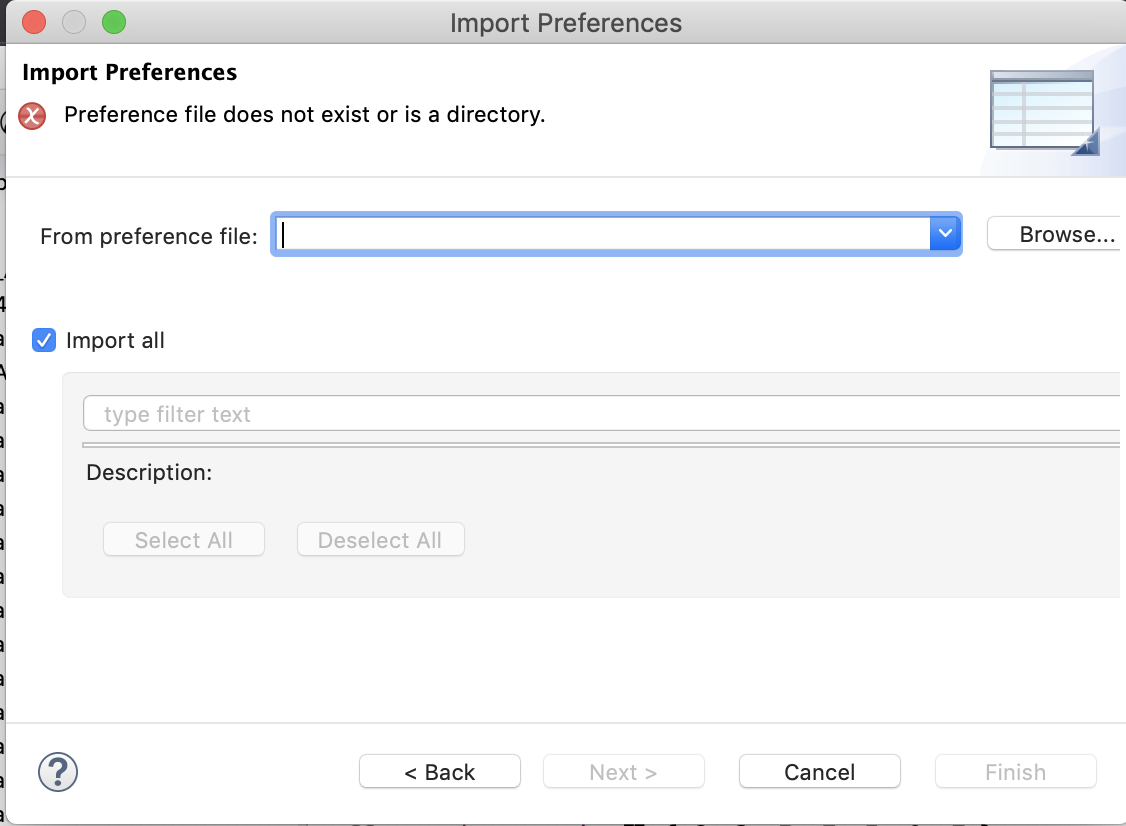 Import Preferences
Import Preferences
Preference file does not exist or is a directory.
From preference file:
Browse...
Import all
type filter text
Description:
Select All
Deselect All
?
< Back
Next >
Cancel
Finish